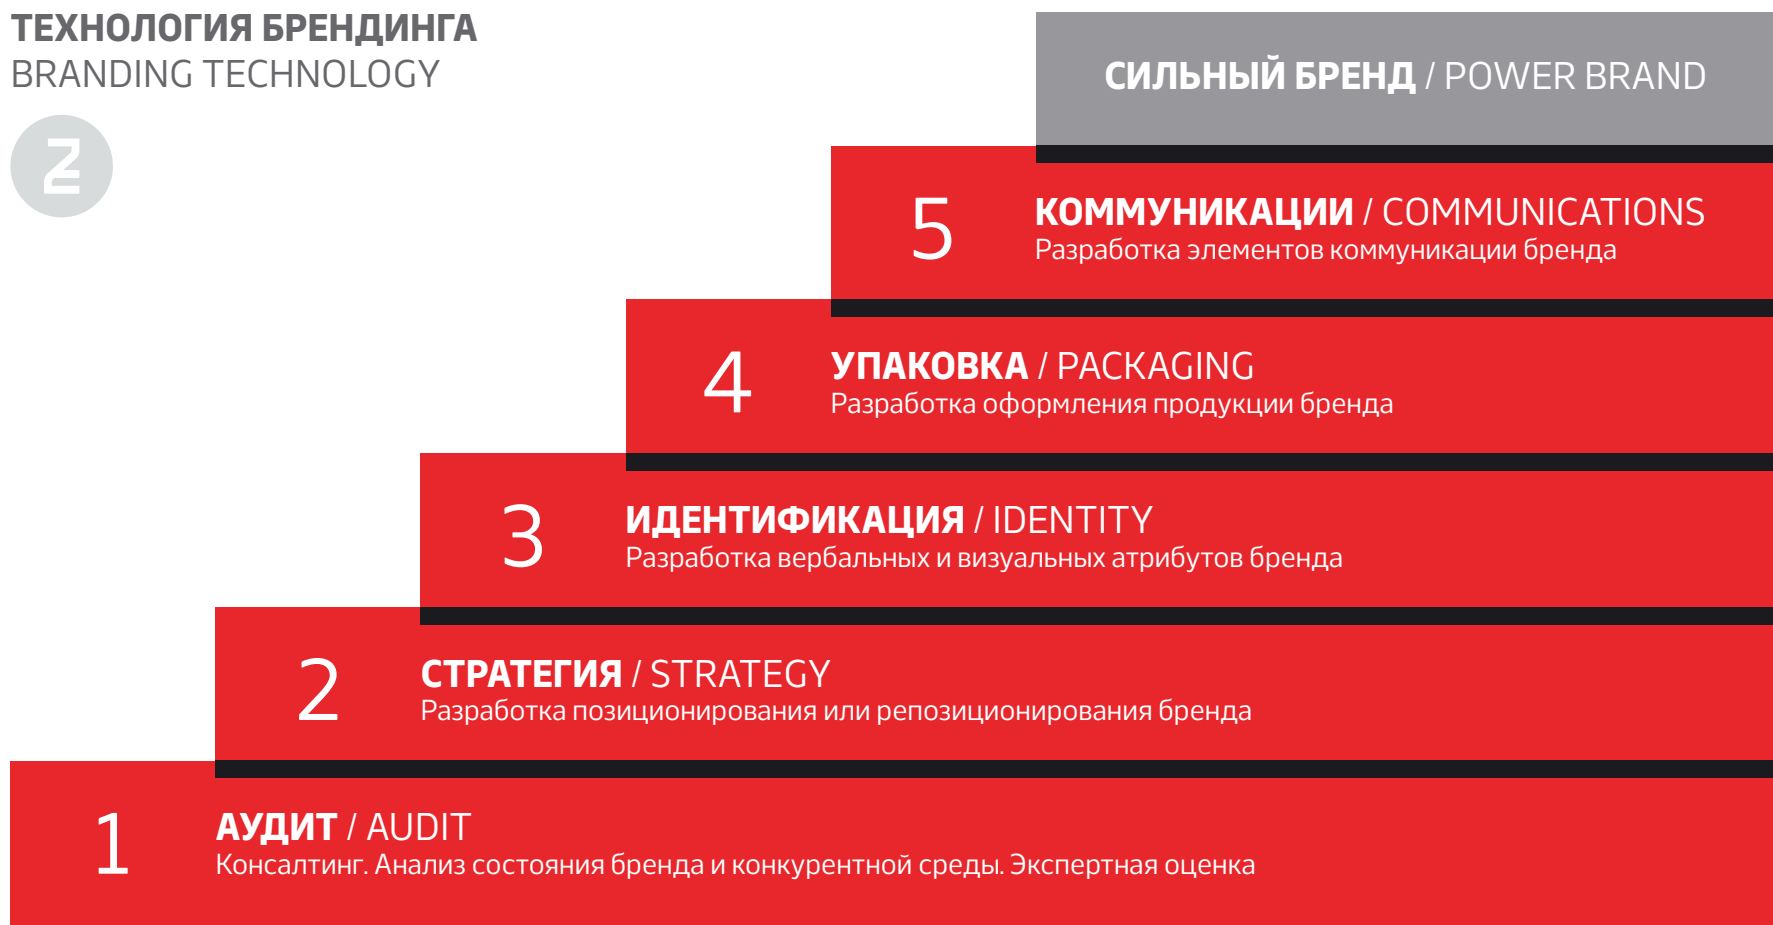 ТЕХНОЛОГИЯ БРЕНДИНГА
BRANDING TECHNOLOGY
СИЛЬНЫЙ БРЕНД / POWER BRAND
5
КОММУНИКАЦИИ / COMMUNICATIONS
Разработка элементов коммуникации бренда
4
УПАКОВКА / PACKAGING
Разработка оформления продукции бренда
3
ИДЕНТИФИКАЦИЯ / IDENTITY
Разработка вербальных и визуальных атрибутов бренда
2
СТРАТЕГИЯ / STRATEGY
Разработка позиционирования или репозиционирования бренда
1
АУДИТ / AUDIT
Консалтинг. Анализ состояния бренда и конкурентной среды. Экспертная оценка